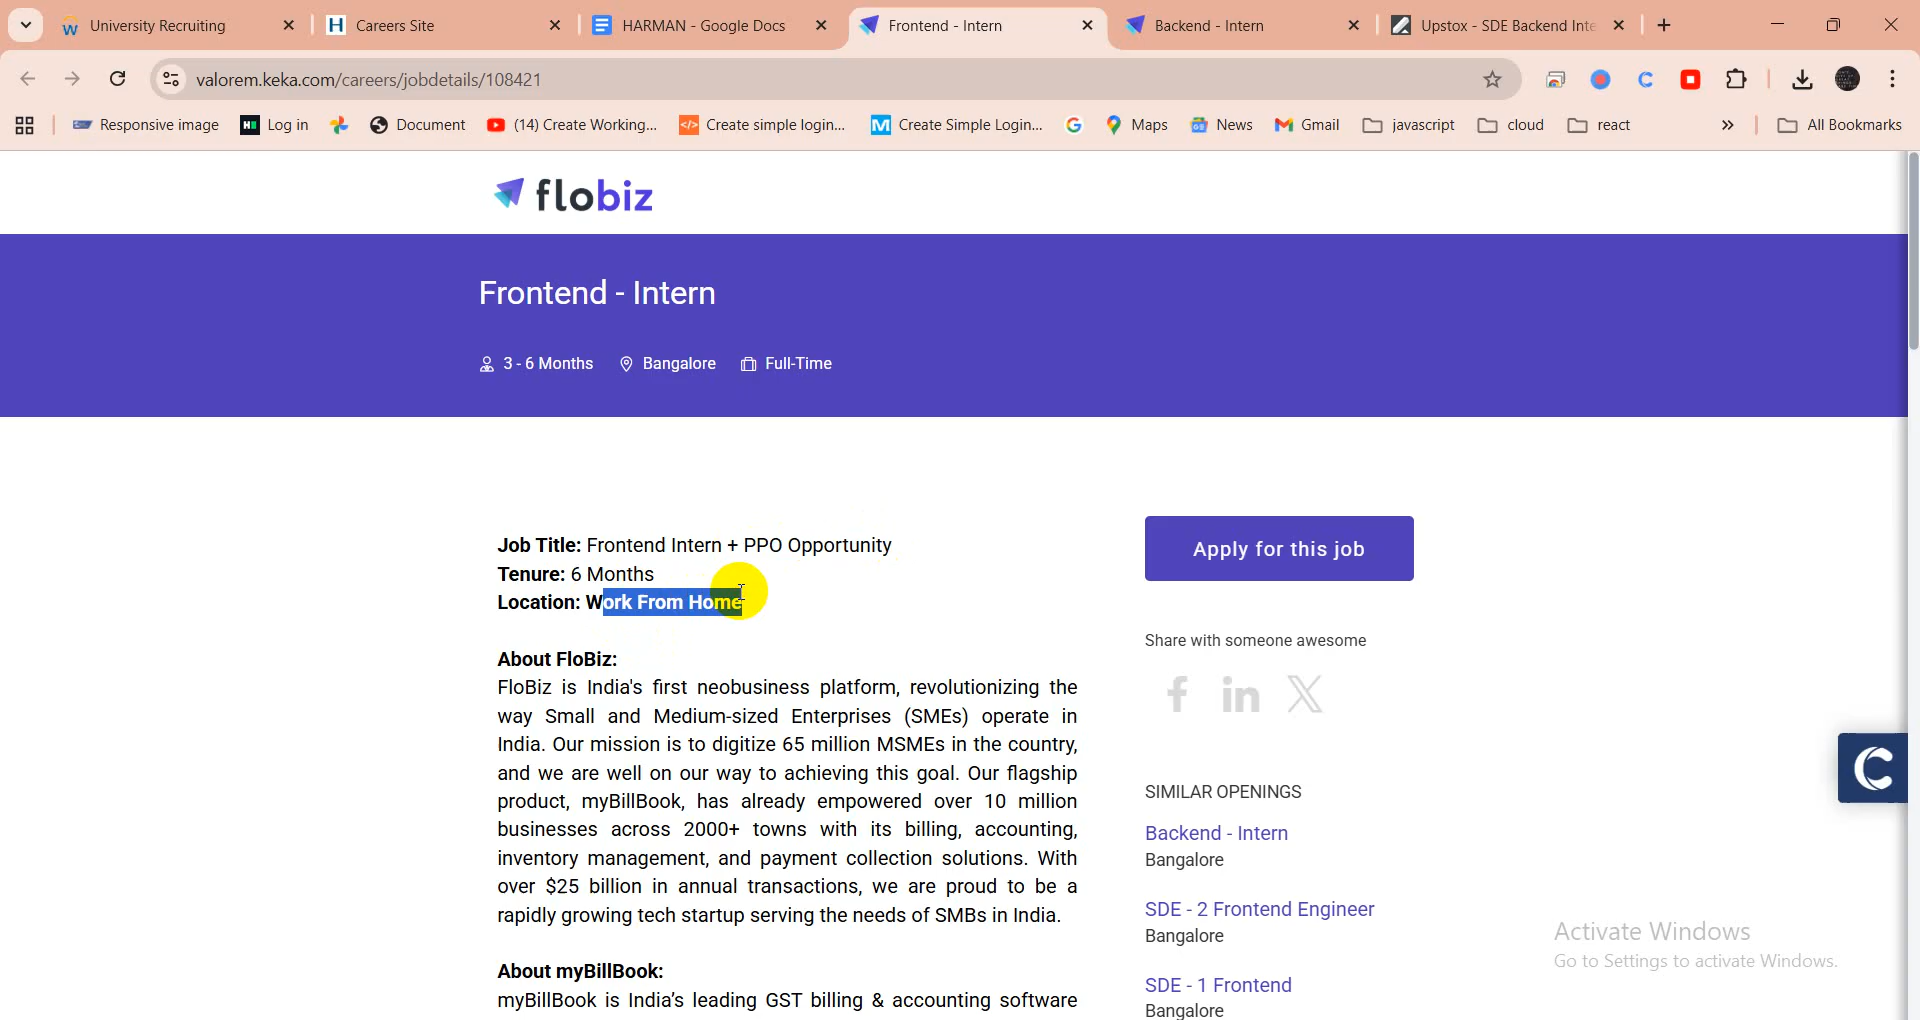 University Recruiting
Careers Site
HARMAN - Google Docs
Frontend - Intern
Backend - Intern
Upstox - SDE Backend Inte
valorem.keka.com/careers/jobdetails/108421
Responsive image
Log in
Document
(14) Create Working...
Create simple login...
Create Simple Login...
Maps
News
Gmail
javascript
cloud
react
All Bookmarks
flobiz
Frontend - Intern
3 - 6 Months
Bangalore
Full-Time
Job Title: Frontend Intern + PPO Opportunity
Tenure: 6 Months
Location: Work From Home
About FloBiz:
FloBiz is India's first neobusiness platform, revolutionizing the
way Small and Medium-sized Enterprises (SMEs) operate in
India. Our mission is to digitize 65 million MSMEs in the country,
and we are well on our way to achieving this goal. Our flagship
product, myBillBook, has already empowered over 10 million
businesses across 2000+ towns with its billing, accounting,
inventory management, and payment collection solutions. With
over $25 billion in annual transactions, we are proud to be a
rapidly growing tech startup serving the needs of SMBs in India.
About myBillBook:
myBillBook is India's leading GST billing & accounting software
Apply for this job
Share with someone awesome
SIMILAR OPENINGS
Backend - Intern
Bangalore
SDE - 2 Frontend Engineer
Bangalore
SDE - 1 Frontend
Bangalore
Activate Windows
Go to Settings to activate Windows.